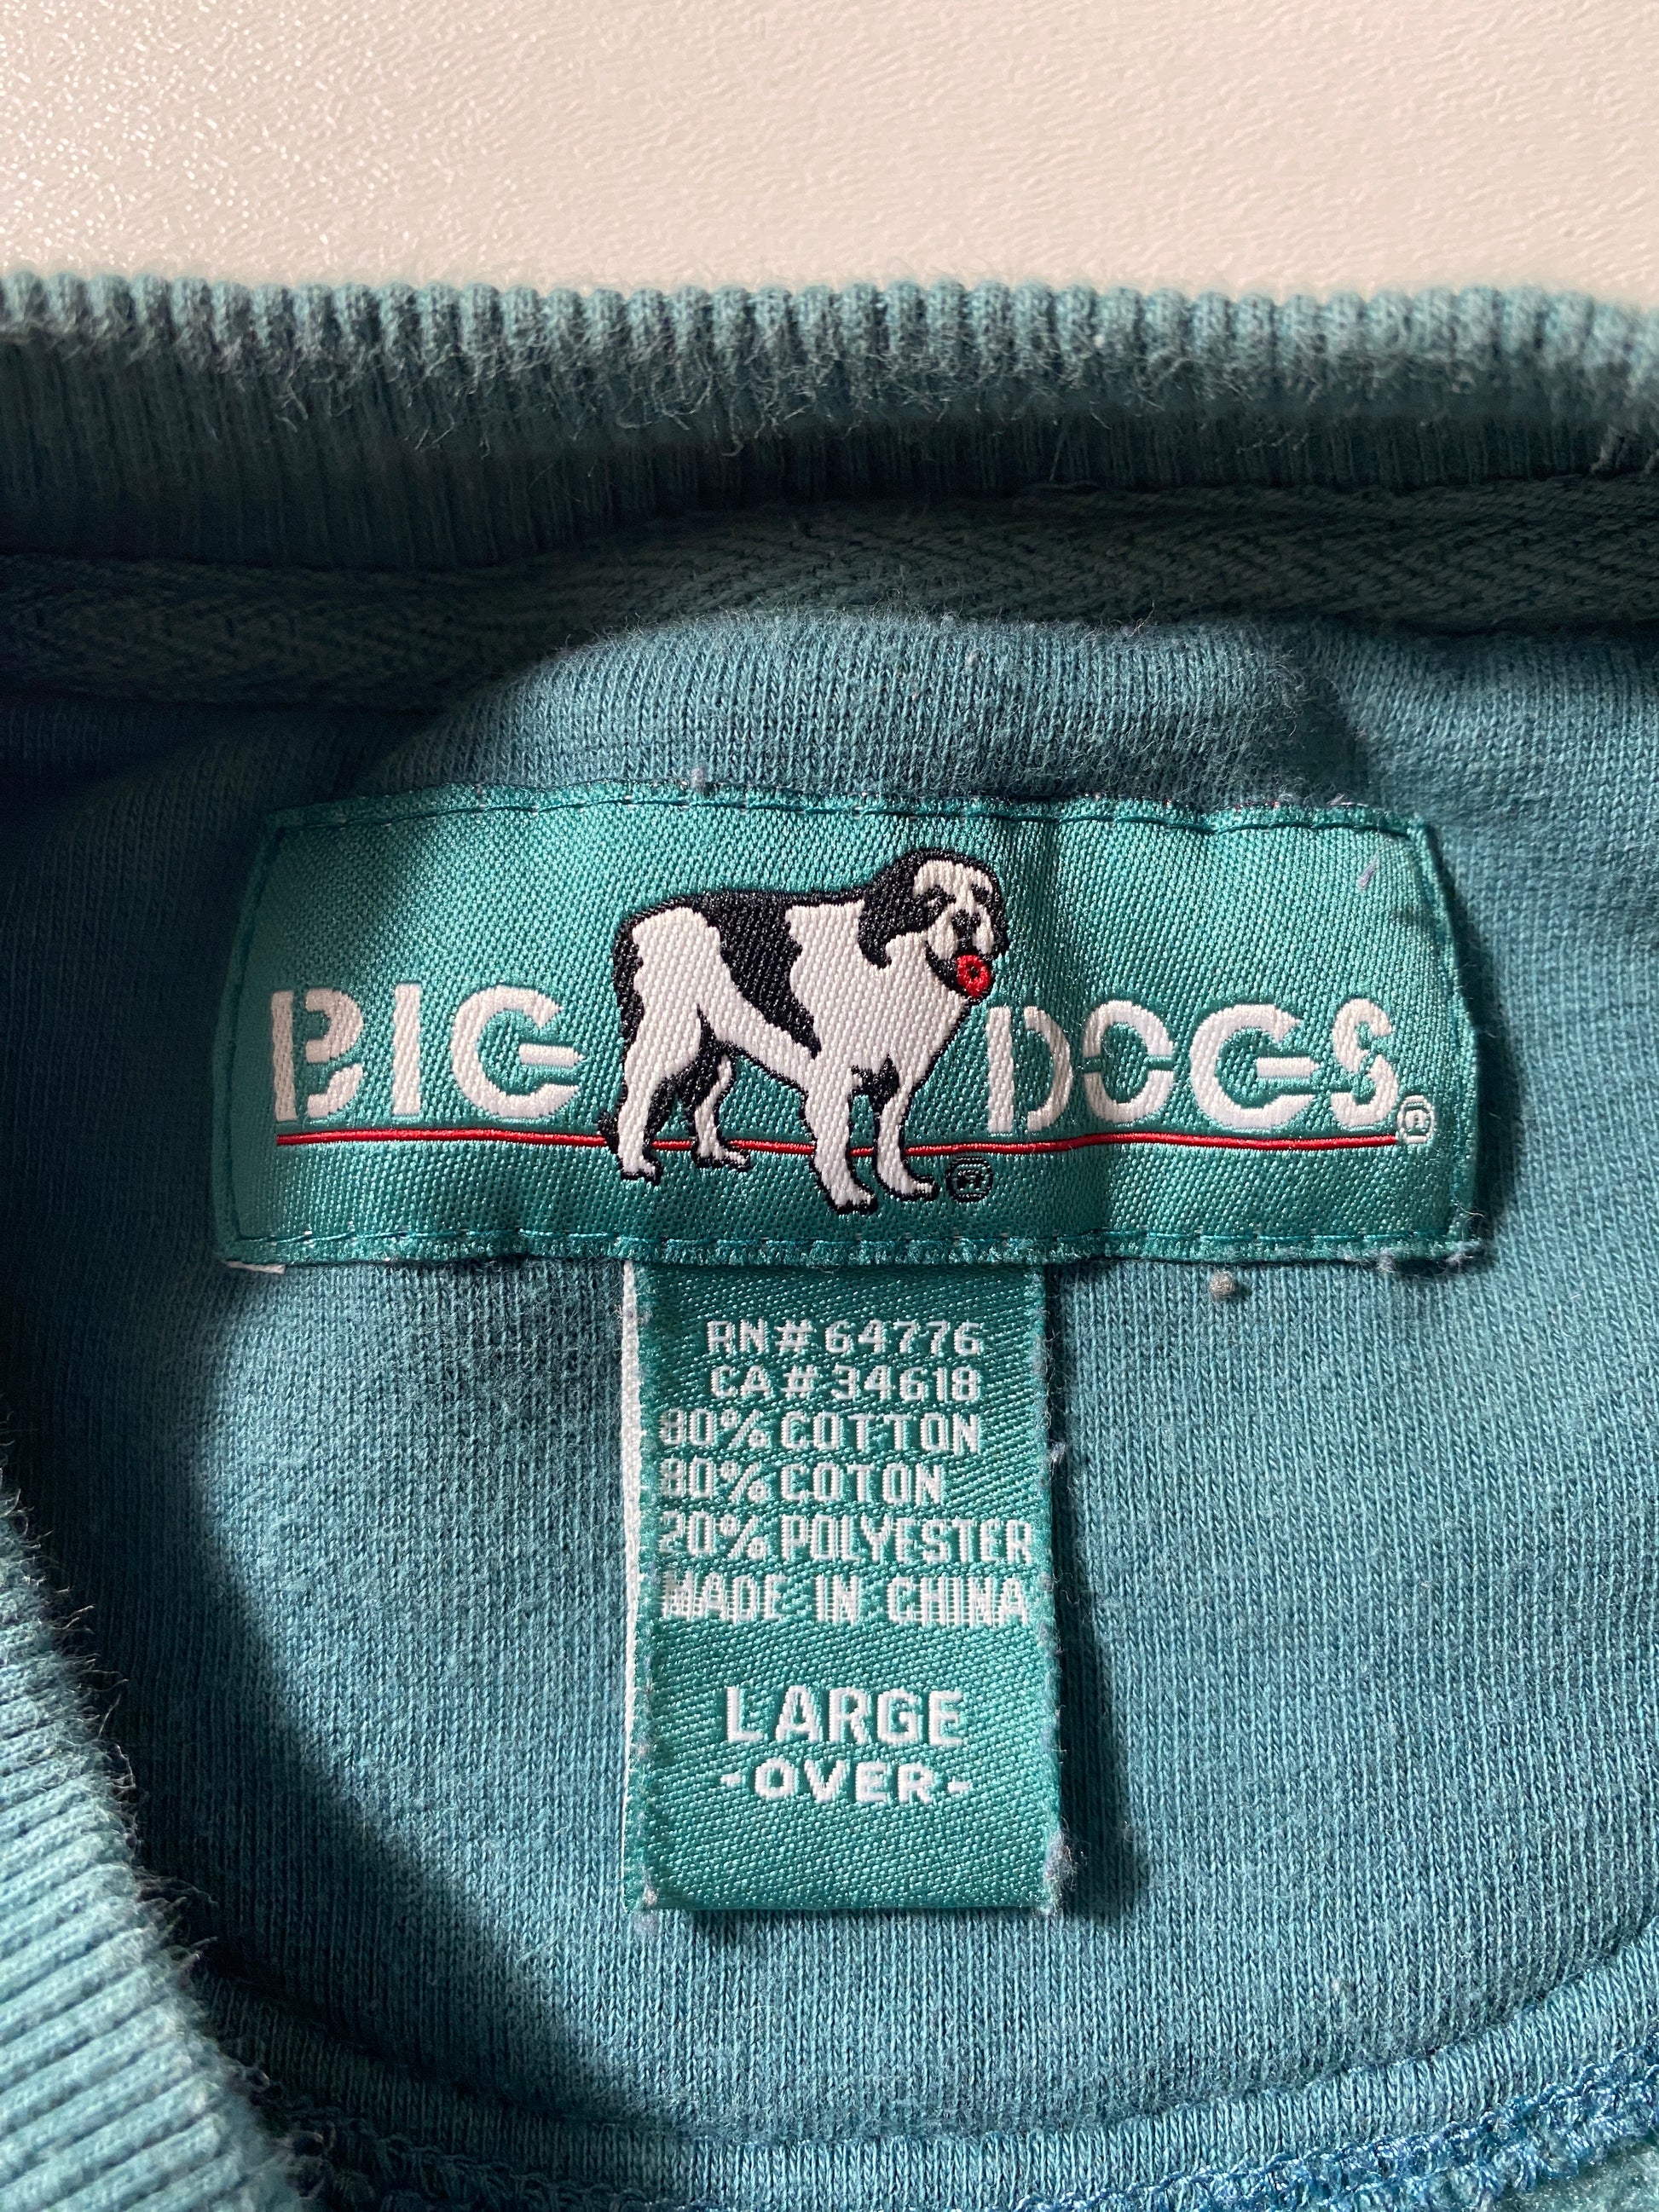 BIG DOGS®
®
RN#64776
CA#34618
80% COTTON
80% COTON
20% POLYESTER
MADE IN CHINA
LARGE
-OVER-